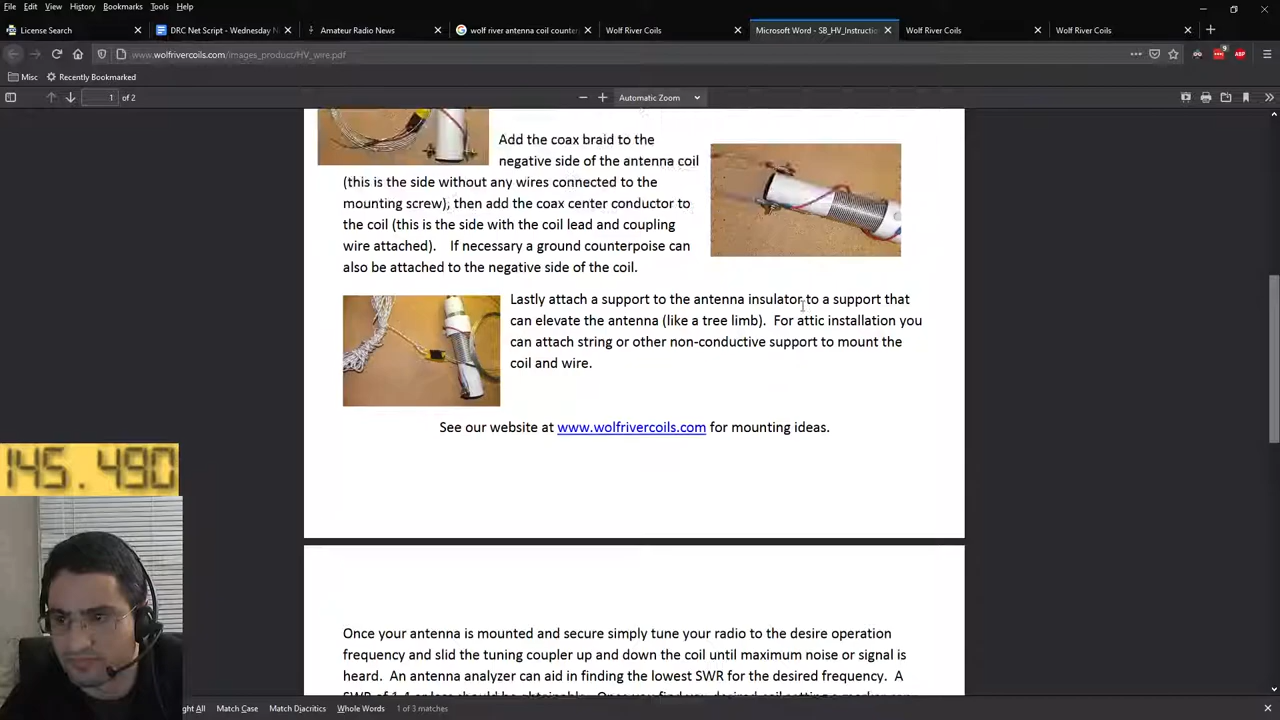 File Edit View History Bookmarks Tools Help
License Search
DRC Net Script - Wednesday N
Amateur Radio News
wolf river antenna coil counter
Wolf River Coils
Microsoft Word - SB_HV_Instructio
Wolf River Coils
Wolf River Coils
www.wolfrivercoils.com/images_product/HV_wire.pdf
Misc
Recently Bookmarked
1 of 2
Automatic Zoom
Add the coax braid to the
negative side of the antenna coil
(this is the side without any wires connected to the
mounting screw), then add the coax center conductor to
the coil (this is the side with the coil lead and coupling
wire attached). If necessary a ground counterpoise can
also be attached to the negative side of the coil.
Lastly attach a support to the antenna insulator to a support that
can elevate the antenna (like a tree limb). For attic installation you
can attach string or other non-conductive support to mount the
coil and wire.
See our website at www.wolfrivercoils.com for mounting ideas.
145.490
Once your antenna is mounted and secure simply tune your radio to the desire operation
frequency and slid the tuning coupler up and down the coil until maximum noise or signal is
heard. An antenna analyzer can aid in finding the lowest SWR for the desired frequency. A
ght All
Match Case
Match Diacritics
Whole Words
1 of 3 matches